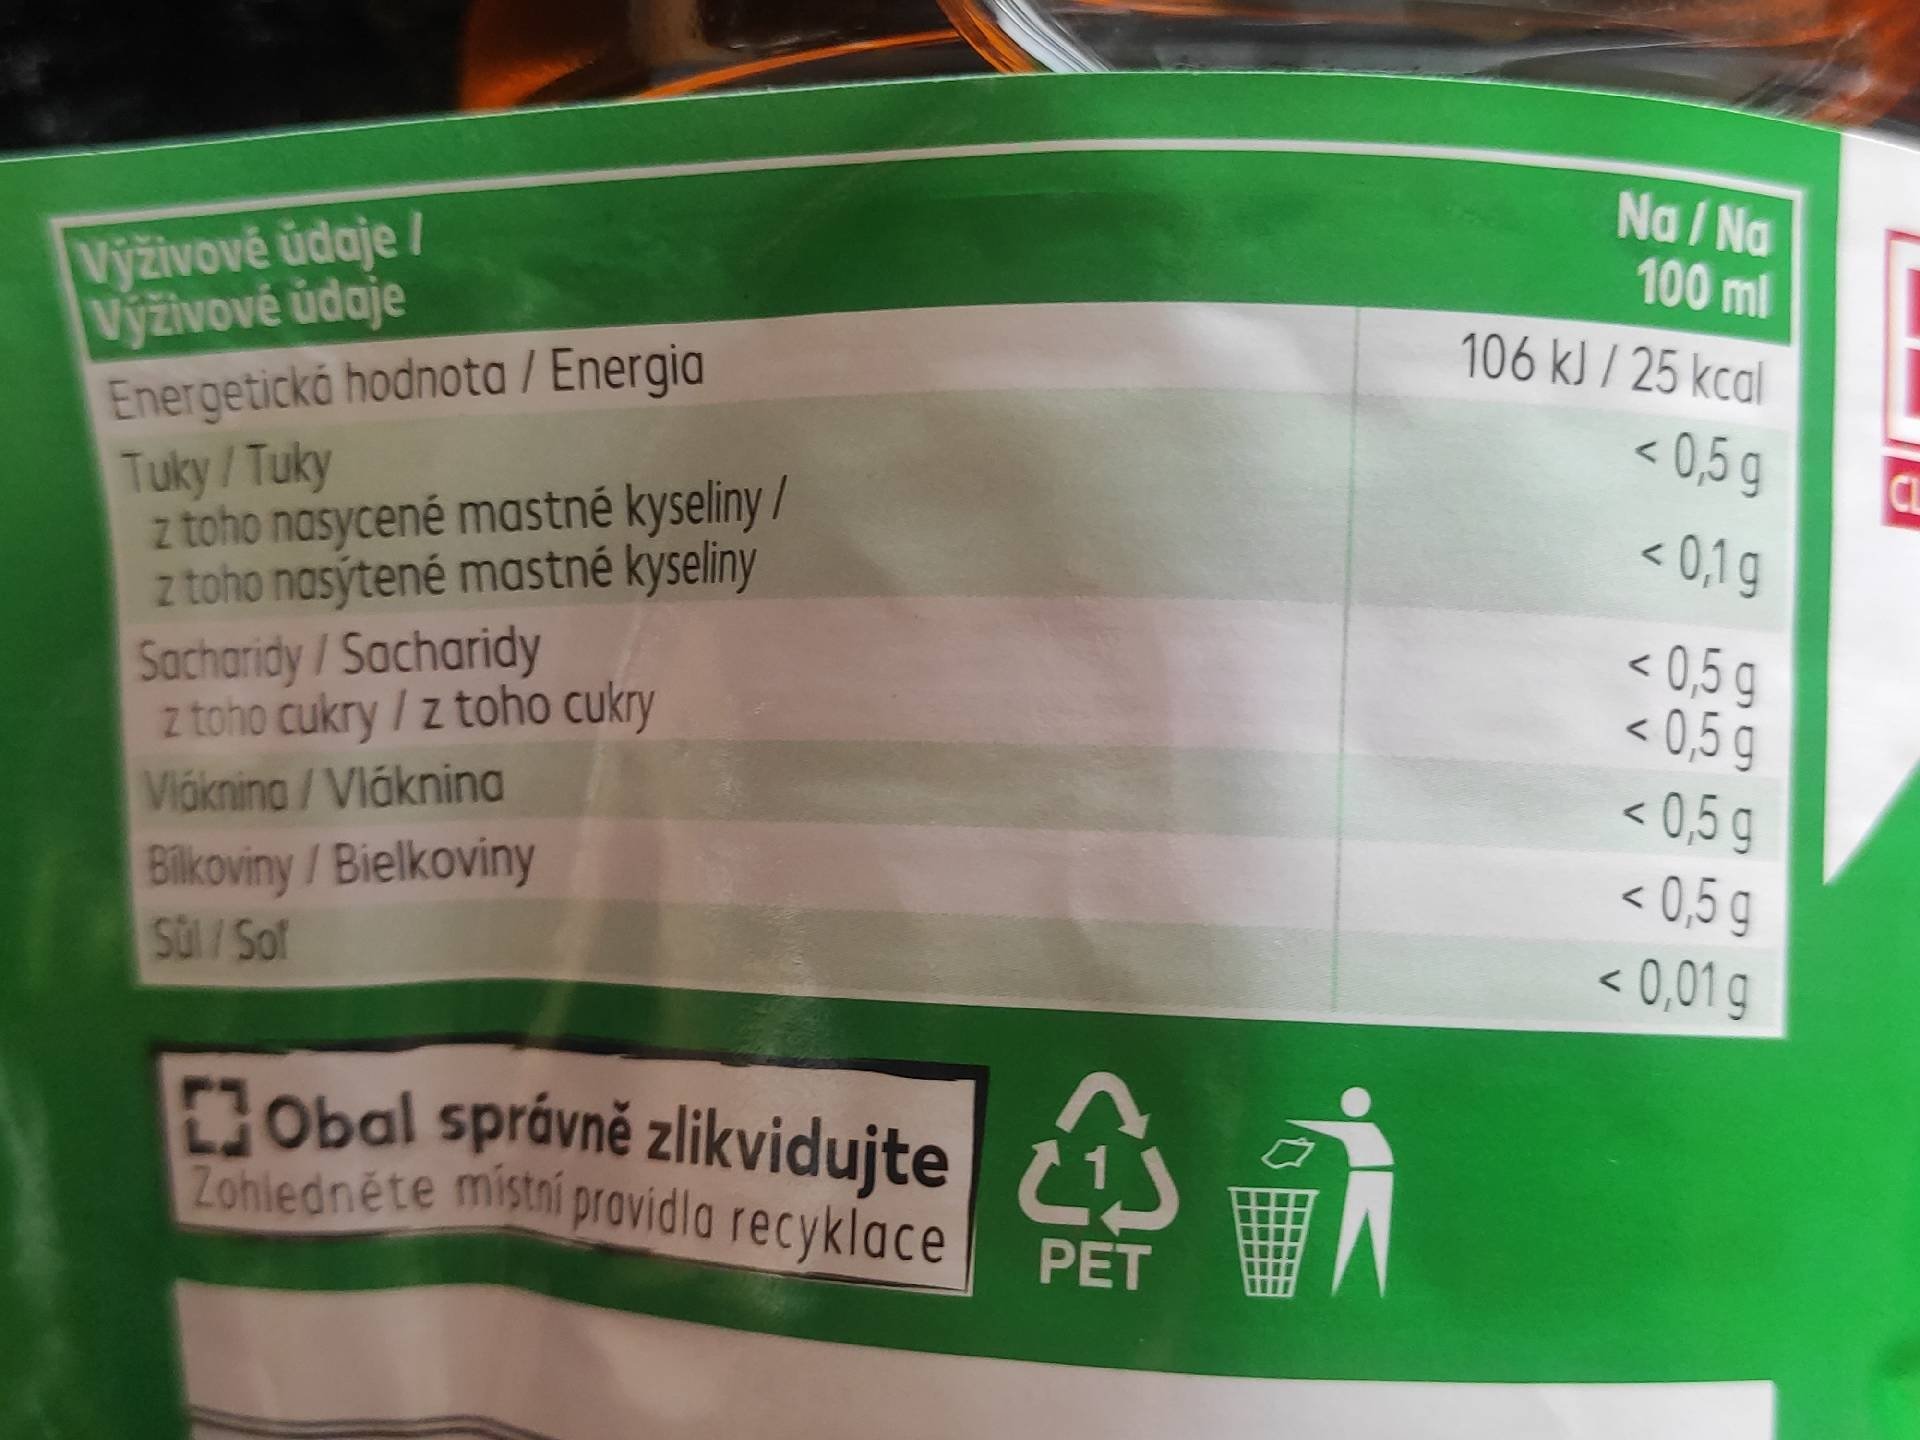 Výživové údaje /
Výživové údaje
Na / Na
100 ml
Energetická hodnota / Energia
106 kJ / 25 kcal
Tuky / Tuky
< 0,5 g
z toho nasycené mastné kyseliny /
z toho nasýtené mastné kyseliny
< 0,1 g
Sacharidy / Sacharidy
< 0,5 g
z toho cukry / z toho cukry
< 0,5 g
Vláknina / Vláknina
< 0,5 g
Bílkoviny / Bielkoviny
< 0,5 g
Sůl / Soľ
< 0,01 g
Obal správně zlikvidujte
Zohledněte místní pravidla recyklace
1
PET